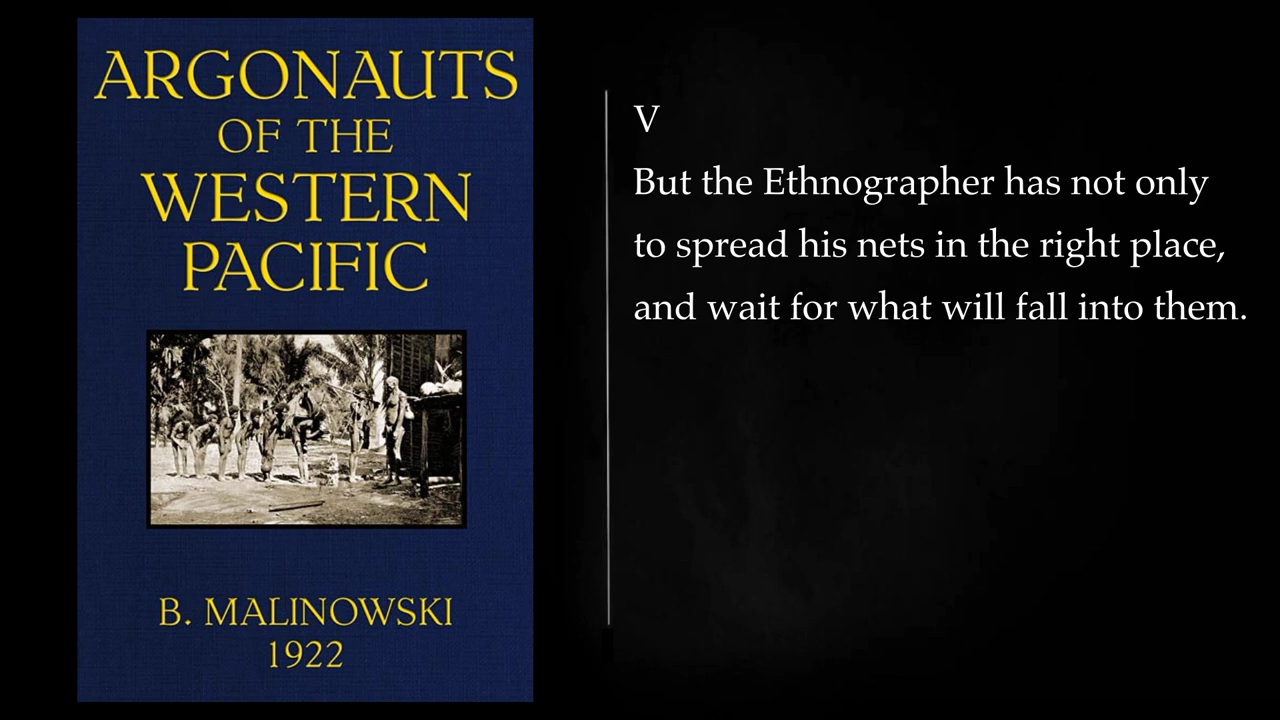 ARGONAUTS
OF THE
WESTERN
PACIFIC
B. MALINOWSKI
1922
V
But the Ethnographer has not only
to spread his nets in the right place,
and wait for what will fall into them.